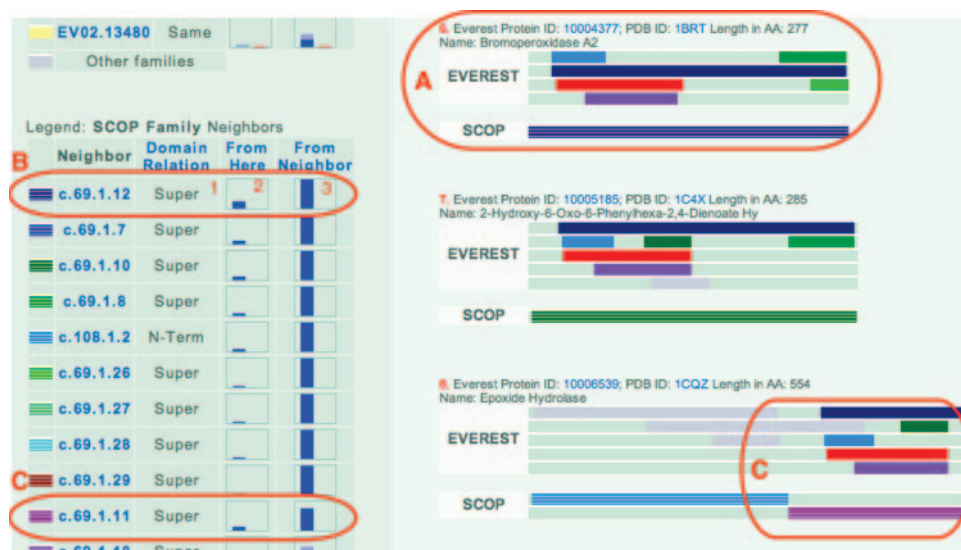 EV02.13480 Same
Other families
Legend: SCOP Family Neighbors
B
Neighbor Domain Relation From Here From Neighbor
c.69.1.12 Super 1 2 3
c.69.1.7 Super
c.69.1.10 Super
c.69.1.8 Super
c.108.1.2 N-Term
c.69.1.26 Super
c.69.1.27 Super
c.69.1.28 Super
C
c.69.1.29 Super
c.69.1.11 Super
Everest Protein ID: 10004377; PDB ID: 1BRT Length in AA: 277
Name: Bromoperoxidase A2
A
EVEREST
SCOP
7. Everest Protein ID: 10005185; PDB ID: 1C4X Length in AA: 285
Name: 2-Hydroxy-6-Oxo-6-Phenylhexa-2,4-Dienoate Hy
EVEREST
SCOP
8. Everest Protein ID: 10006539; PDB ID: 1CQZ Length in AA: 554
Name: Epoxide Hydrolase
EVEREST
C
SCOP